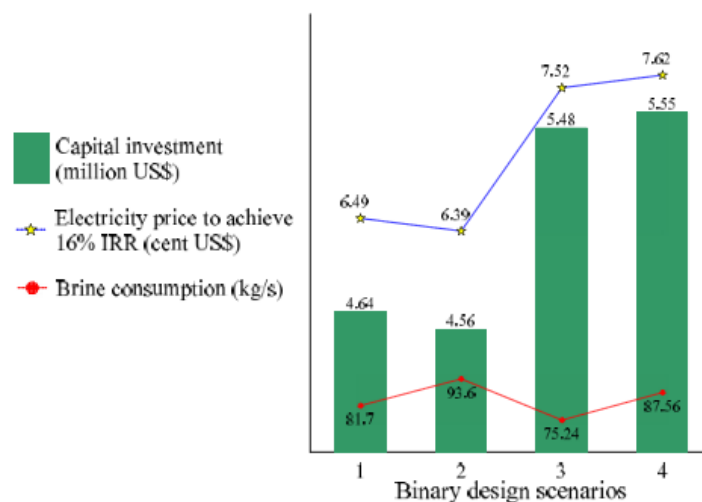 7.52
7.62
5.48
5.55
Capital investment
(million US$)
6.49
6.39
Electricity price to achieve
16% IRR (cent US$)
Brine consumption (kg/s)
4.64
4.56
81.7
93.6
75.24
87.56
1 2 3 4
Binary design scenarios